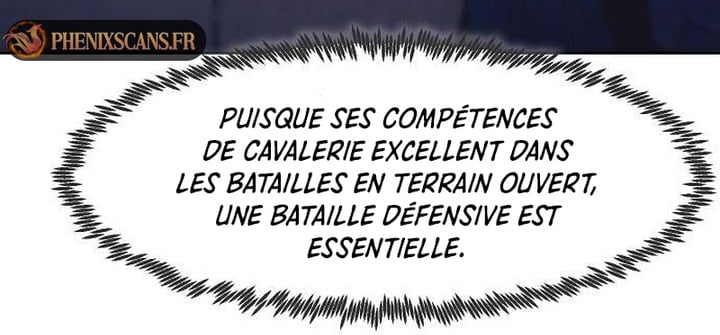 PHENIXSCANS.FR
PUISQUE SES COMPÉTENCES
DE CAVALERIE EXCELLENT DANS
LES BATAILLES EN TERRAIN OUVERT,
UNE BATAILLE DÉFENSIVE EST
ESSENTIELLE.